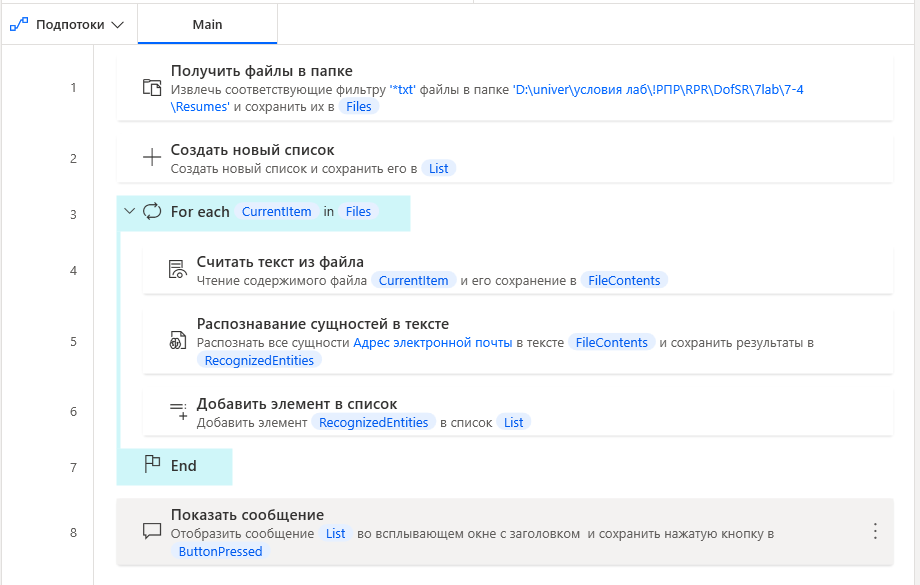 Подпотоки Main
1 Получить файлы в папке
Извлечь соответствующие фильтру '*txt' файлы в папке 'D:\univer\условия лаб\!РПР\RPR\DofSR\7lab\7-4
\Resumes' и сохранить их в Files
2 Создать новый список
Создать новый список и сохранить его в List
3 For each CurrentItem in Files
4 Считать текст из файла
Чтение содержимого файла CurrentItem и его сохранение в FileContents
5 Распознавание сущностей в тексте
Распознать все сущности Адрес электронной почты в тексте FileContents и сохранить результаты в
RecognizedEntities
6 Добавить элемент в список
Добавить элемент RecognizedEntities в список List
7 End
8 Показать сообщение
Отобразить сообщение List во всплывающем окне с заголовком и сохранить нажатую кнопку в
ButtonPressed